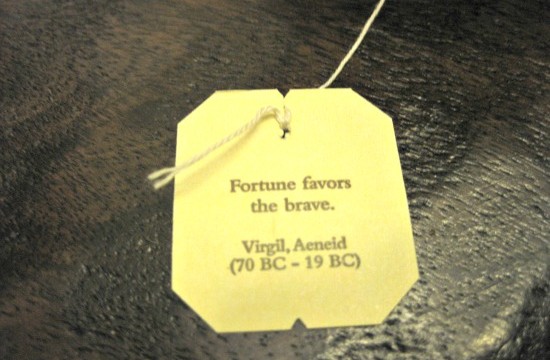 Fortune favors
the brave.
Virgil, Aeneid
(70 BC - 19 BC)